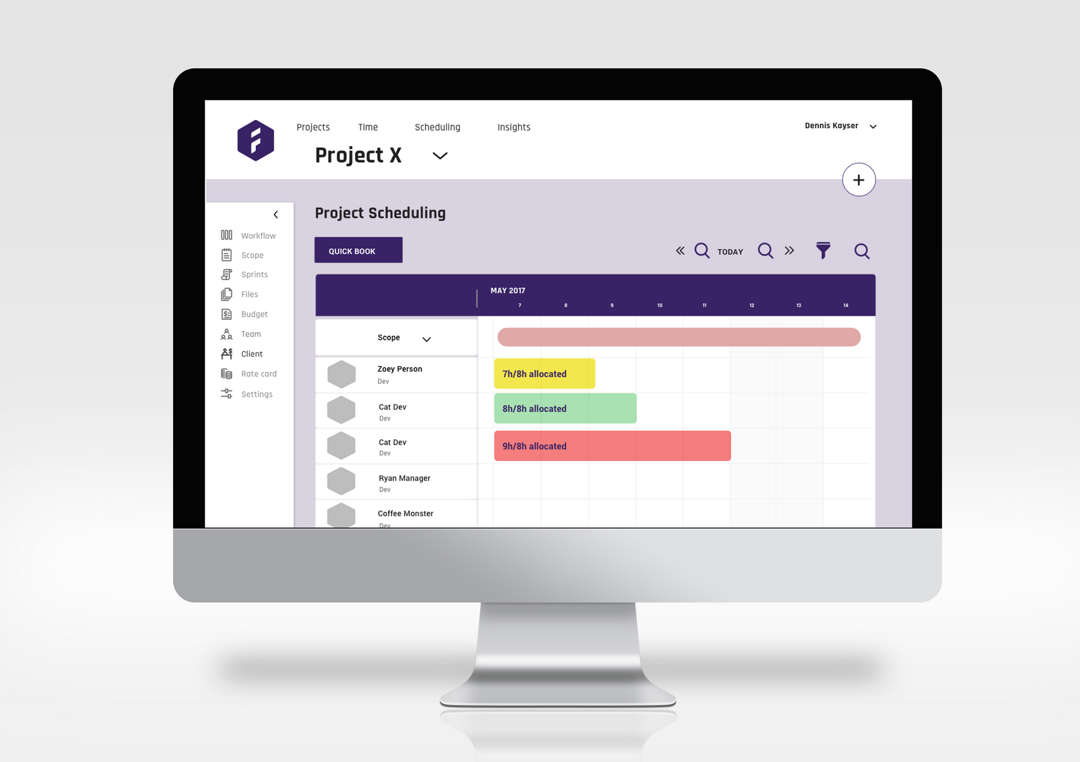 Projects Time Scheduling Insights Dennis Kayser
Project X
Project Scheduling
QUICK BOOK
TODAY
Workflow
Scope
Sprints
Files
Budget
Team
Client
Rate card
Settings
MAY 2017
7 8 9 10 11 12 13 14
Scope
Zoey Person
Dev
7h/8h allocated
Cat Dev
Dev
8h/8h allocated
Cat Dev
Dev
9h/8h allocated
Ryan Manager
Dev
Coffee Monster
Dev